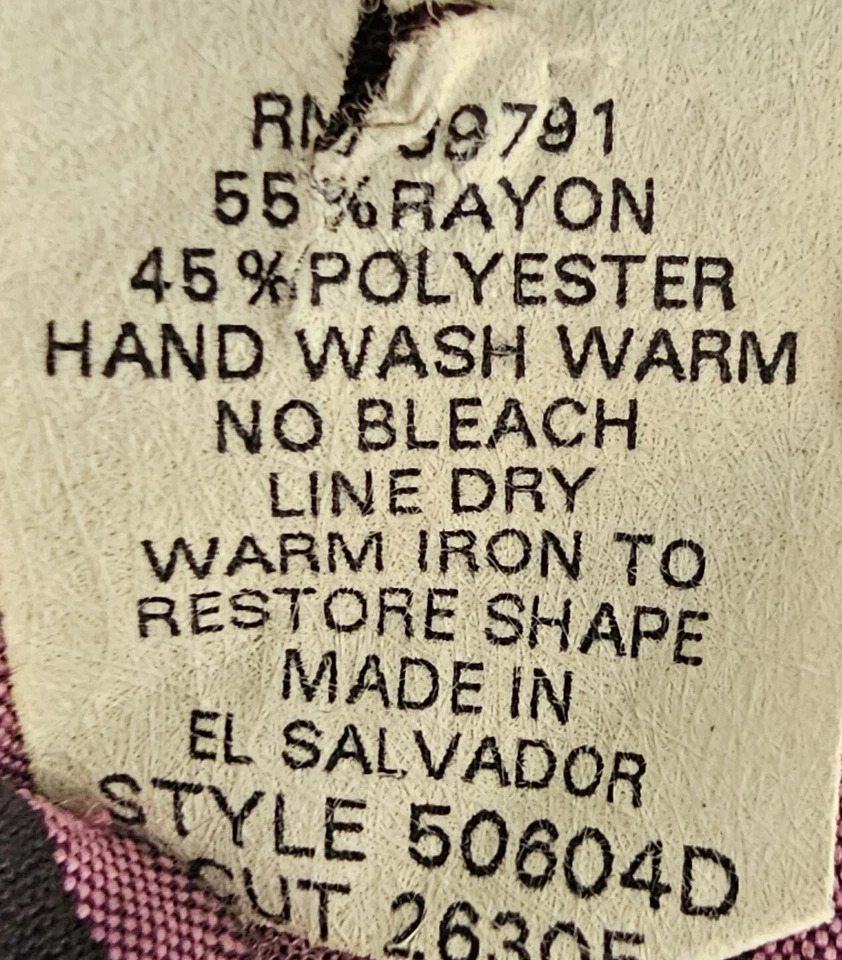 55% RAYON
45% POLYESTER
HAND WASH WARM
NO BLEACH
LINE DRY
WARM IRON TO
RESTORE SHAPE
MADE IN
EL SALVADOR
STYLE 50604D
CUT